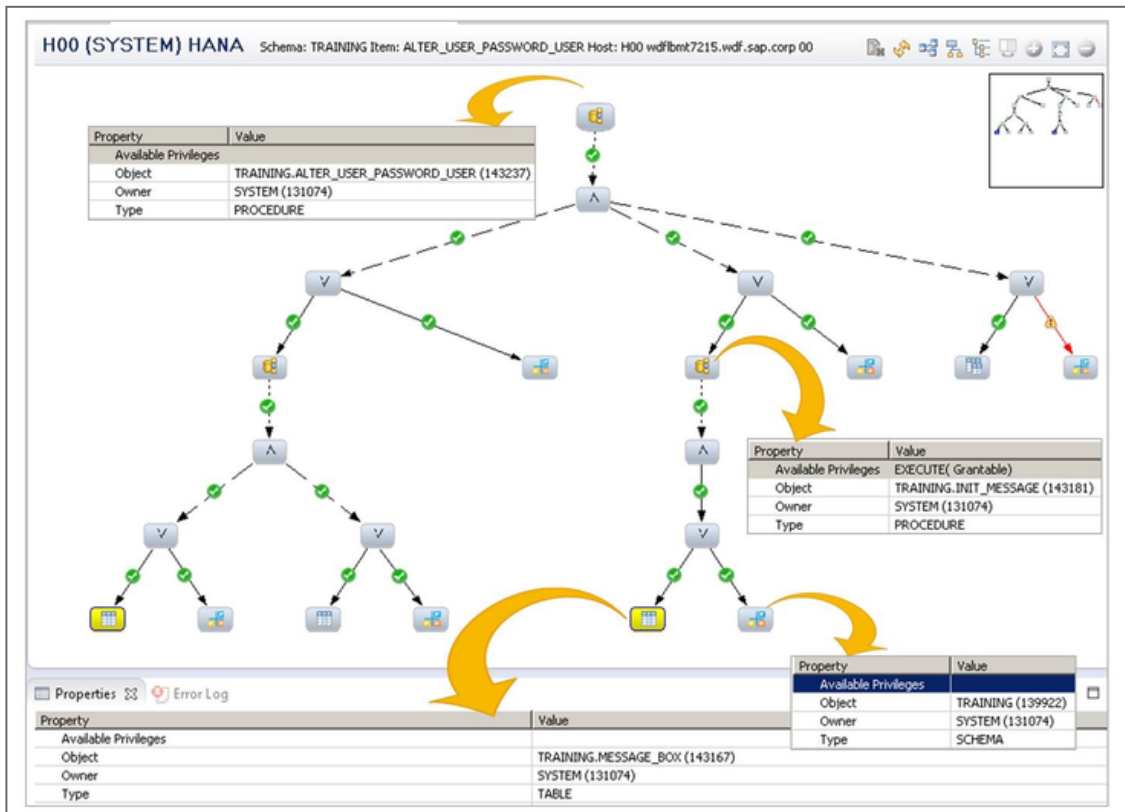 H00 (SYSTEM) HANA Schema: TRAINING Item: ALTER_USER_PASSWORD_USER Host: H00 wdflbmt7215.wdf.sap.corp 00
Property Value
Available Privileges
Object TRAINING.ALTER_USER_PASSWORD_USER (143237)
Owner SYSTEM (131074)
Type PROCEDURE
Property Value
Available Privileges EXECUTE( Grantable)
Object TRAINING.INIT_MESSAGE (143181)
Owner SYSTEM (131074)
Type PROCEDURE
Property Value
Available Privileges
Object TRAINING (139922)
Owner SYSTEM (131074)
Type SCHEMA
Properties Error Log
Property Value
Available Privileges
Object TRAINING.MESSAGE_BOX (143167)
Owner SYSTEM (131074)
Type TABLE